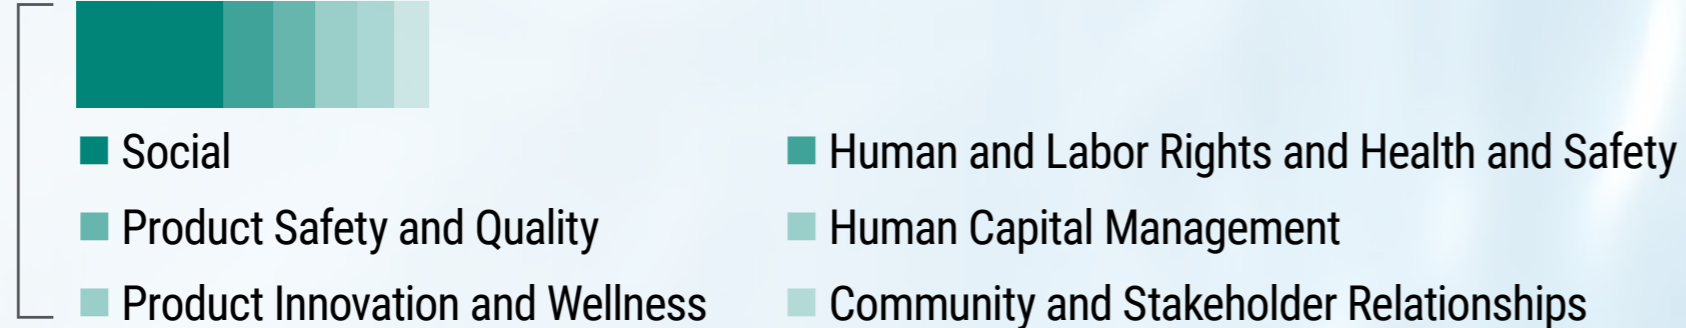 Social
Human and Labor Rights and Health and Safety
Product Safety and Quality
Human Capital Management
Product Innovation and Wellness
Community and Stakeholder Relationships